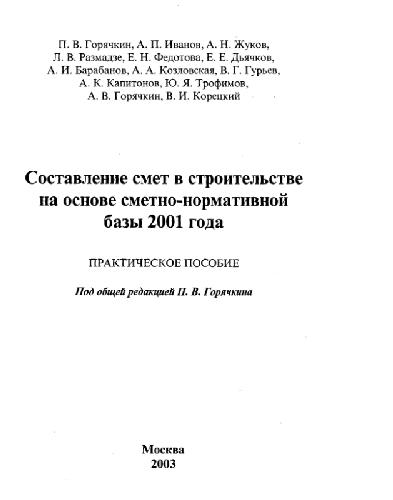 П. В. Горячкин, А. П. Иванов, А. Н. Жуков,
Л. В. Размадзе, Е. Н. Федотова, Е. Е. Дьячков,
А. И. Барабанов, А. А. Козловская, В. Г. Гурьев,
А. К. Капитонов, Ю. Я. Трофимов,
А. В. Горячкин, В. И. Корецкий
Составление смет в строительстве
на основе сметно-нормативной
базы 2001 года
ПРАКТИЧЕСКОЕ ПОСОБИЕ
Под общей редакцией П. В. Горячкина
Москва
2003